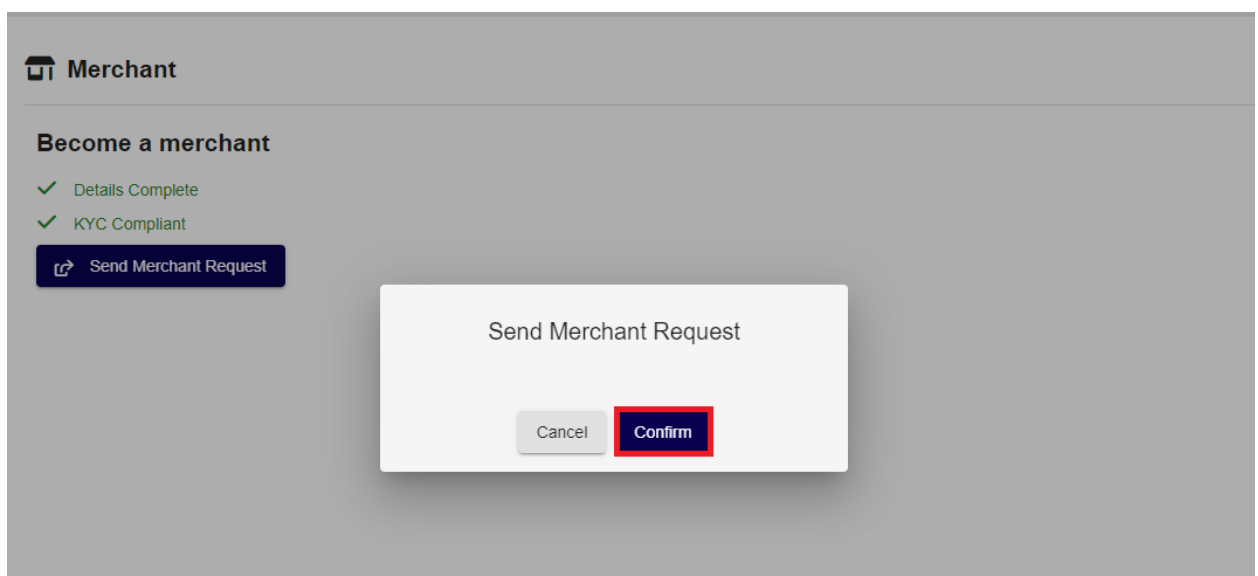 Merchant
Become a merchant
Details Complete
KYC Compliant
Send Merchant Request
Send Merchant Request
Cancel Confirm